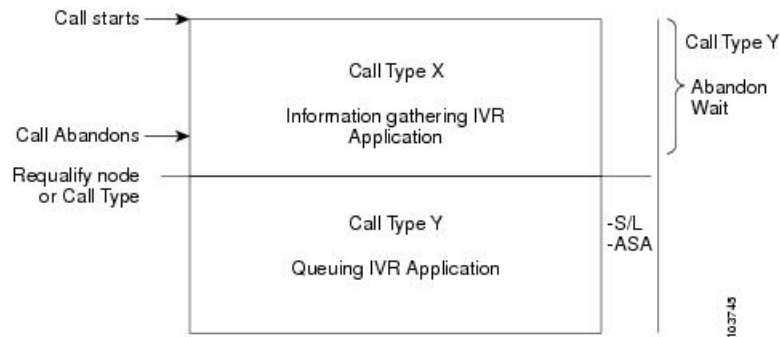 Call starts
Call Type X
Information gathering IVR
Application
Call Abandons
Requalify node
or Call Type
Call Type Y
Queuing IVR Application
-S/L
-ASA
Call Type Y
Abandon
Wait
103745